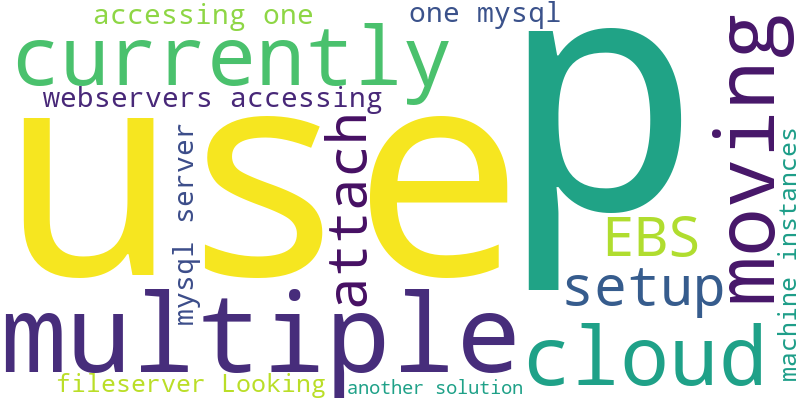 accessing one
one mysql
currently
p
moving
webservers accessing
use
attach
mysql server
machine instances
EBS
setup
multiple
cloud
fileserver Looking
another solution